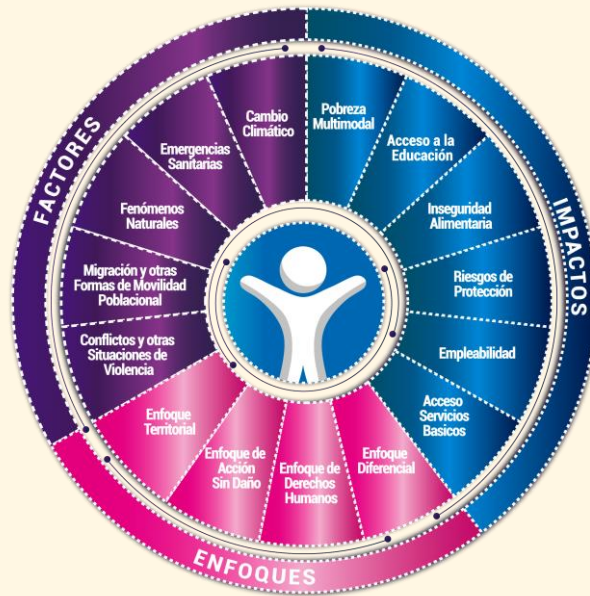 FACTORES
Cambio
Climático
Emergencias
Sanitarias
Fenómenos
Naturales
Migración y otras
Formas de Movilidad
Poblacional
Conflictos y otras
Situaciones de
Violencia
IMPACTOS
Pobreza
Multimodal
Acceso a la
Educación
Inseguridad
Alimentaria
Riesgos de
Protección
Empleabilidad
Acceso
Servicios
Basicos
ENFOQUES
Enfoque
Territorial
Enfoque de
Acción
Sin Daño
Enfoque de
Derechos
Humanos
Enfoque
Diferencial